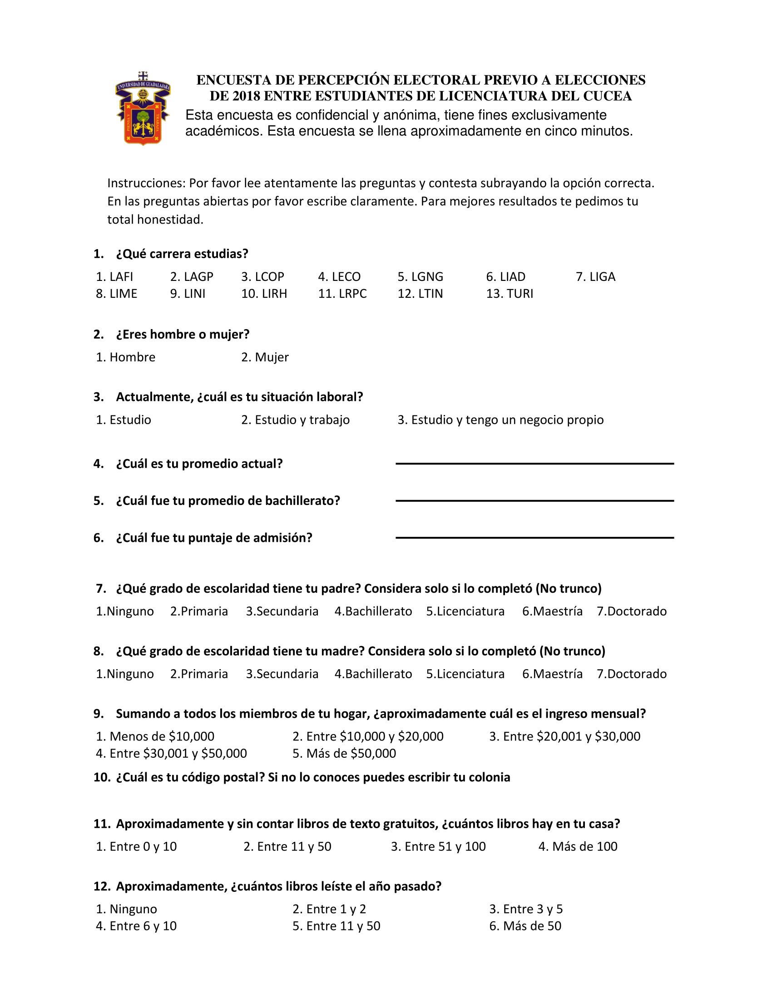 UNIVERSIDAD DE GUADALAJARA
PIENSA Y
TRABAJA
ENCUESTA DE PERCEPCIÓN ELECTORAL PREVIO A ELECCIONES
DE 2018 ENTRE ESTUDIANTES DE LICENCIATURA DEL CUCEA
Esta encuesta es confidencial y anónima, tiene fines exclusivamente
académicos. Esta encuesta se llena aproximadamente en cinco minutos.
Instrucciones: Por favor lee atentamente las preguntas y contesta subrayando la opción correcta.
En las preguntas abiertas por favor escribe claramente. Para mejores resultados te pedimos tu
total honestidad.
1. ¿Qué carrera estudias?
1. LAFI 2. LAGP 3. LCOP 4. LECO 5. LGNG 6. LIAD 7. LIGA
8. LIME 9. LINI 10. LIRH 11. LRPC 12. LTIN 13. TURI
2. ¿Eres hombre o mujer?
1. Hombre 2. Mujer
3. Actualmente, ¿cuál es tu situación laboral?
1. Estudio 2. Estudio y trabajo 3. Estudio y tengo un negocio propio
4. ¿Cuál es tu promedio actual?
5. ¿Cuál fue tu promedio de bachillerato?
6. ¿Cuál fue tu puntaje de admisión?
7. ¿Qué grado de escolaridad tiene tu padre? Considera solo si lo completó (No trunco)
1.Ninguno 2.Primaria 3.Secundaria 4.Bachillerato 5.Licenciatura 6.Maestría 7.Doctorado
8. ¿Qué grado de escolaridad tiene tu madre? Considera solo si lo completó (No trunco)
1.Ninguno 2.Primaria 3.Secundaria 4.Bachillerato 5.Licenciatura 6.Maestría 7.Doctorado
9. Sumando a todos los miembros de tu hogar, ¿aproximadamente cuál es el ingreso mensual?
1. Menos de $10,000 2. Entre $10,000 y $20,000 3. Entre $20,001 y $30,000
4. Entre $30,001 y $50,000 5. Más de $50,000
10. ¿Cuál es tu código postal? Si no lo conoces puedes escribir tu colonia
11. Aproximadamente y sin contar libros de texto gratuitos, ¿cuántos libros hay en tu casa?
1. Entre 0 y 10 2. Entre 11 y 50 3. Entre 51 y 100 4. Más de 100
12. Aproximadamente, ¿cuántos libros leíste el año pasado?
1. Ninguno 2. Entre 1 y 2 3. Entre 3 y 5
4. Entre 6 y 10 5. Entre 11 y 50 6. Más de 50